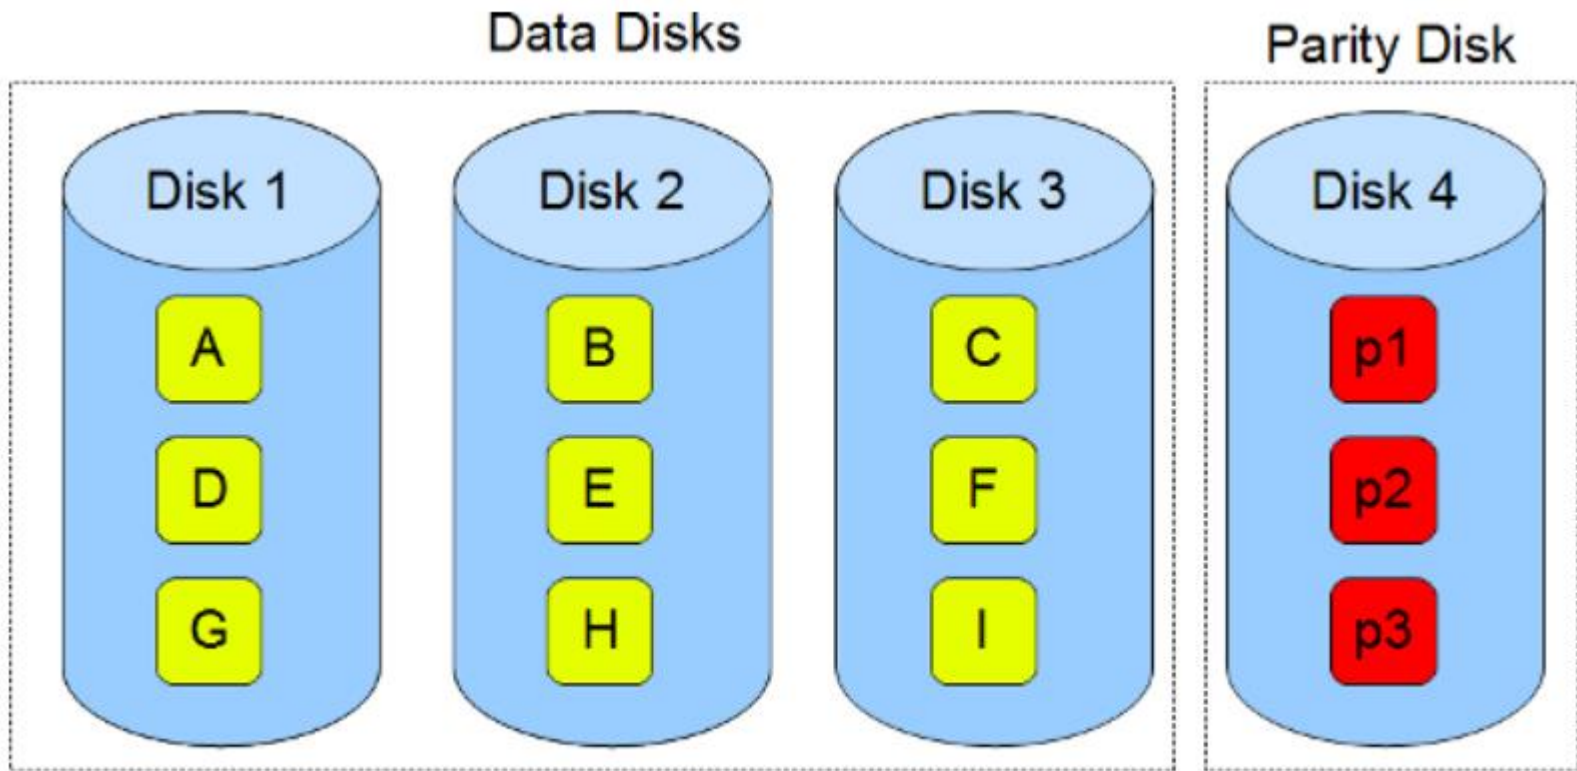 Data Disks
Parity Disk
Disk 1 Disk 2 Disk 3 Disk 4
A B C p1
D E F p2
G H I p3